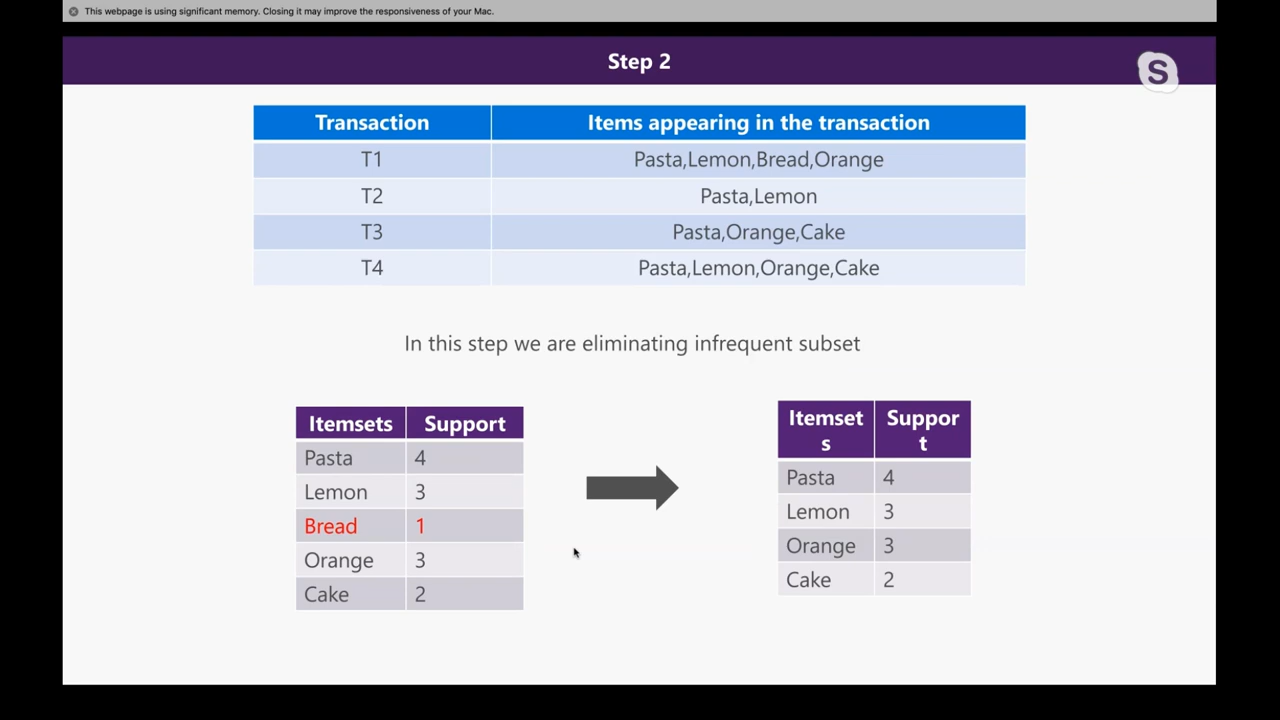 This webpage is using significant memory. Closing it may improve the responsiveness of your Mac.
Step 2
S
Transaction Items appearing in the transaction
T1 Pasta,Lemon,Bread,Orange
T2 Pasta,Lemon
T3 Pasta,Orange,Cake
T4 Pasta,Lemon,Orange,Cake
In this step we are eliminating infrequent subset
Itemsets Support
Pasta 4
Lemon 3
Bread 1
Orange 3
Cake 2
Itemset Suppor
s t
Pasta 4
Lemon 3
Orange 3
Cake 2